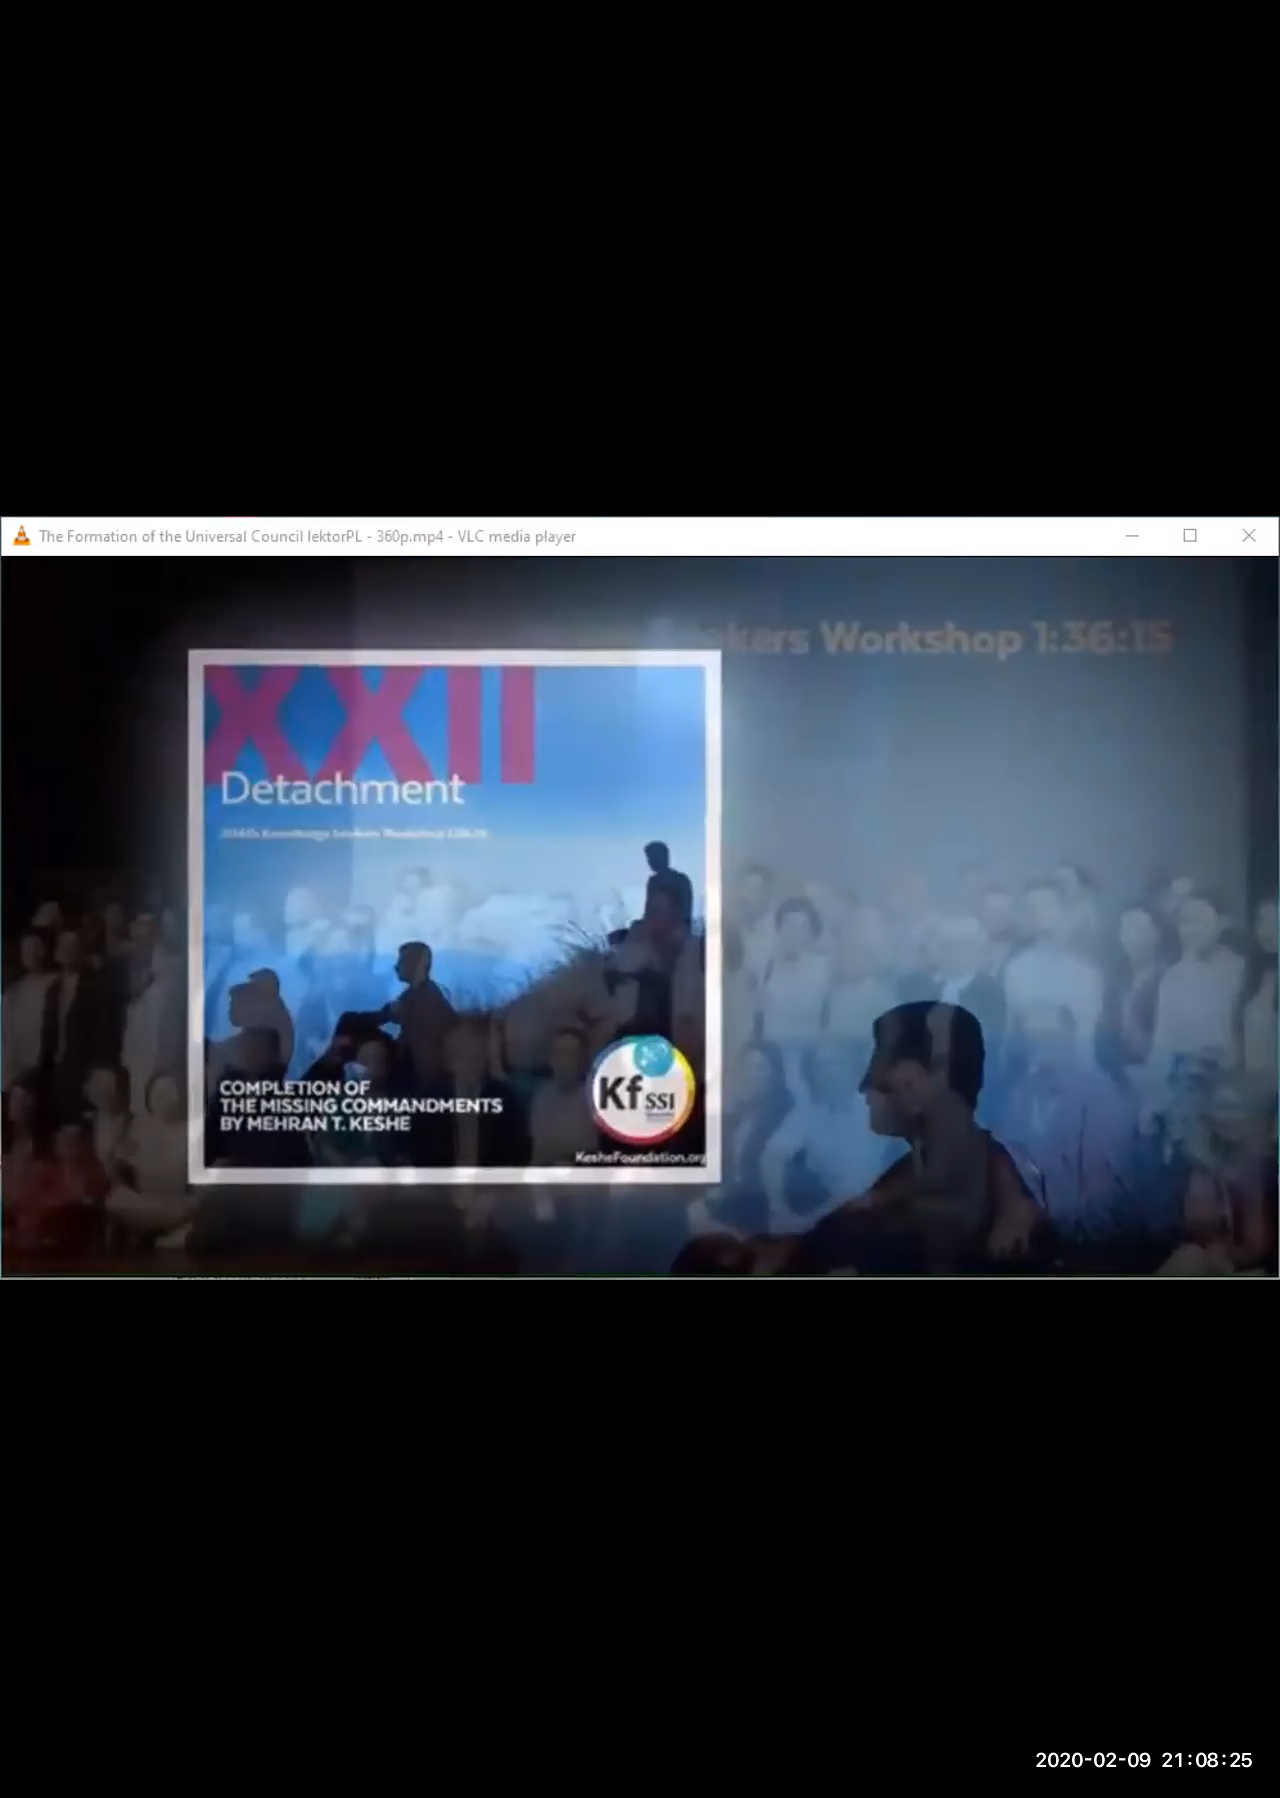 The Formation of the Universal Council lektorPL - 360p.mp4 - VLC media player
kers Workshop 1:36:15
XXII
Detachment
Workshop
COMPLETION OF
THE MISSING COMMANDMENTS
BY MEHRAN T. KESHE
Kf SSI
KesheFoundation.org
2020-02-09 21:08:25